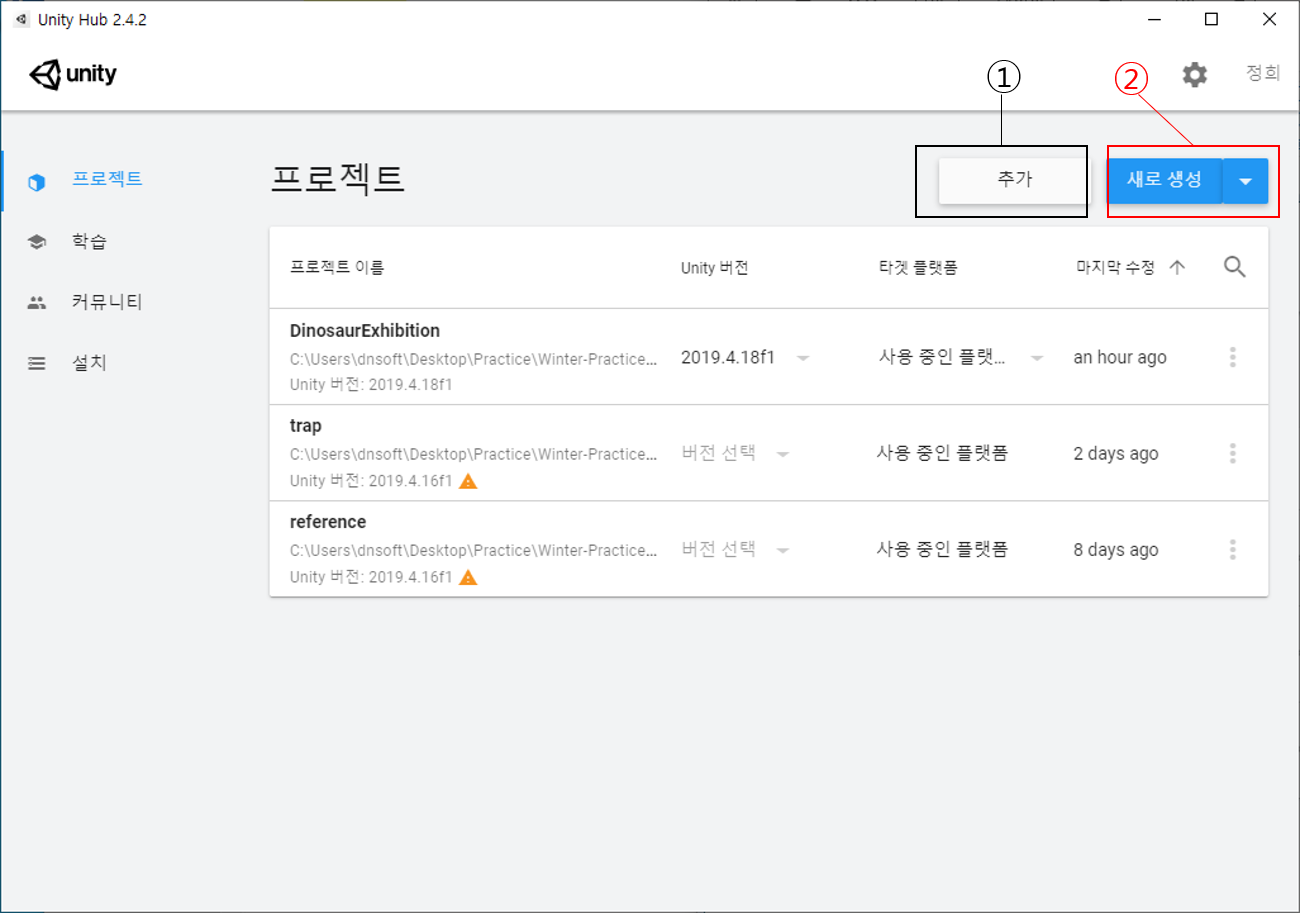 Unity Hub 2.4.2
unity
① ② 정희
프로젝트
학습
커뮤니티
설치
프로젝트
추가
새로 생성
프로젝트 이름 Unity 버전 타겟 플랫폼 마지막 수정
DinosaurExhibition
C:\Users\dnsoft\Desktop\Practice\Winter-Practice... 2019.4.18f1 사용 중인 플랫... an hour ago
Unity 버전: 2019.4.18f1
trap
C:\Users\dnsoft\Desktop\Practice\Winter-Practice... 버전 선택 사용 중인 플랫폼 2 days ago
Unity 버전: 2019.4.16f1
reference
C:\Users\dnsoft\Desktop\Practice\Winter-Practice... 버전 선택 사용 중인 플랫폼 8 days ago
Unity 버전: 2019.4.16f1